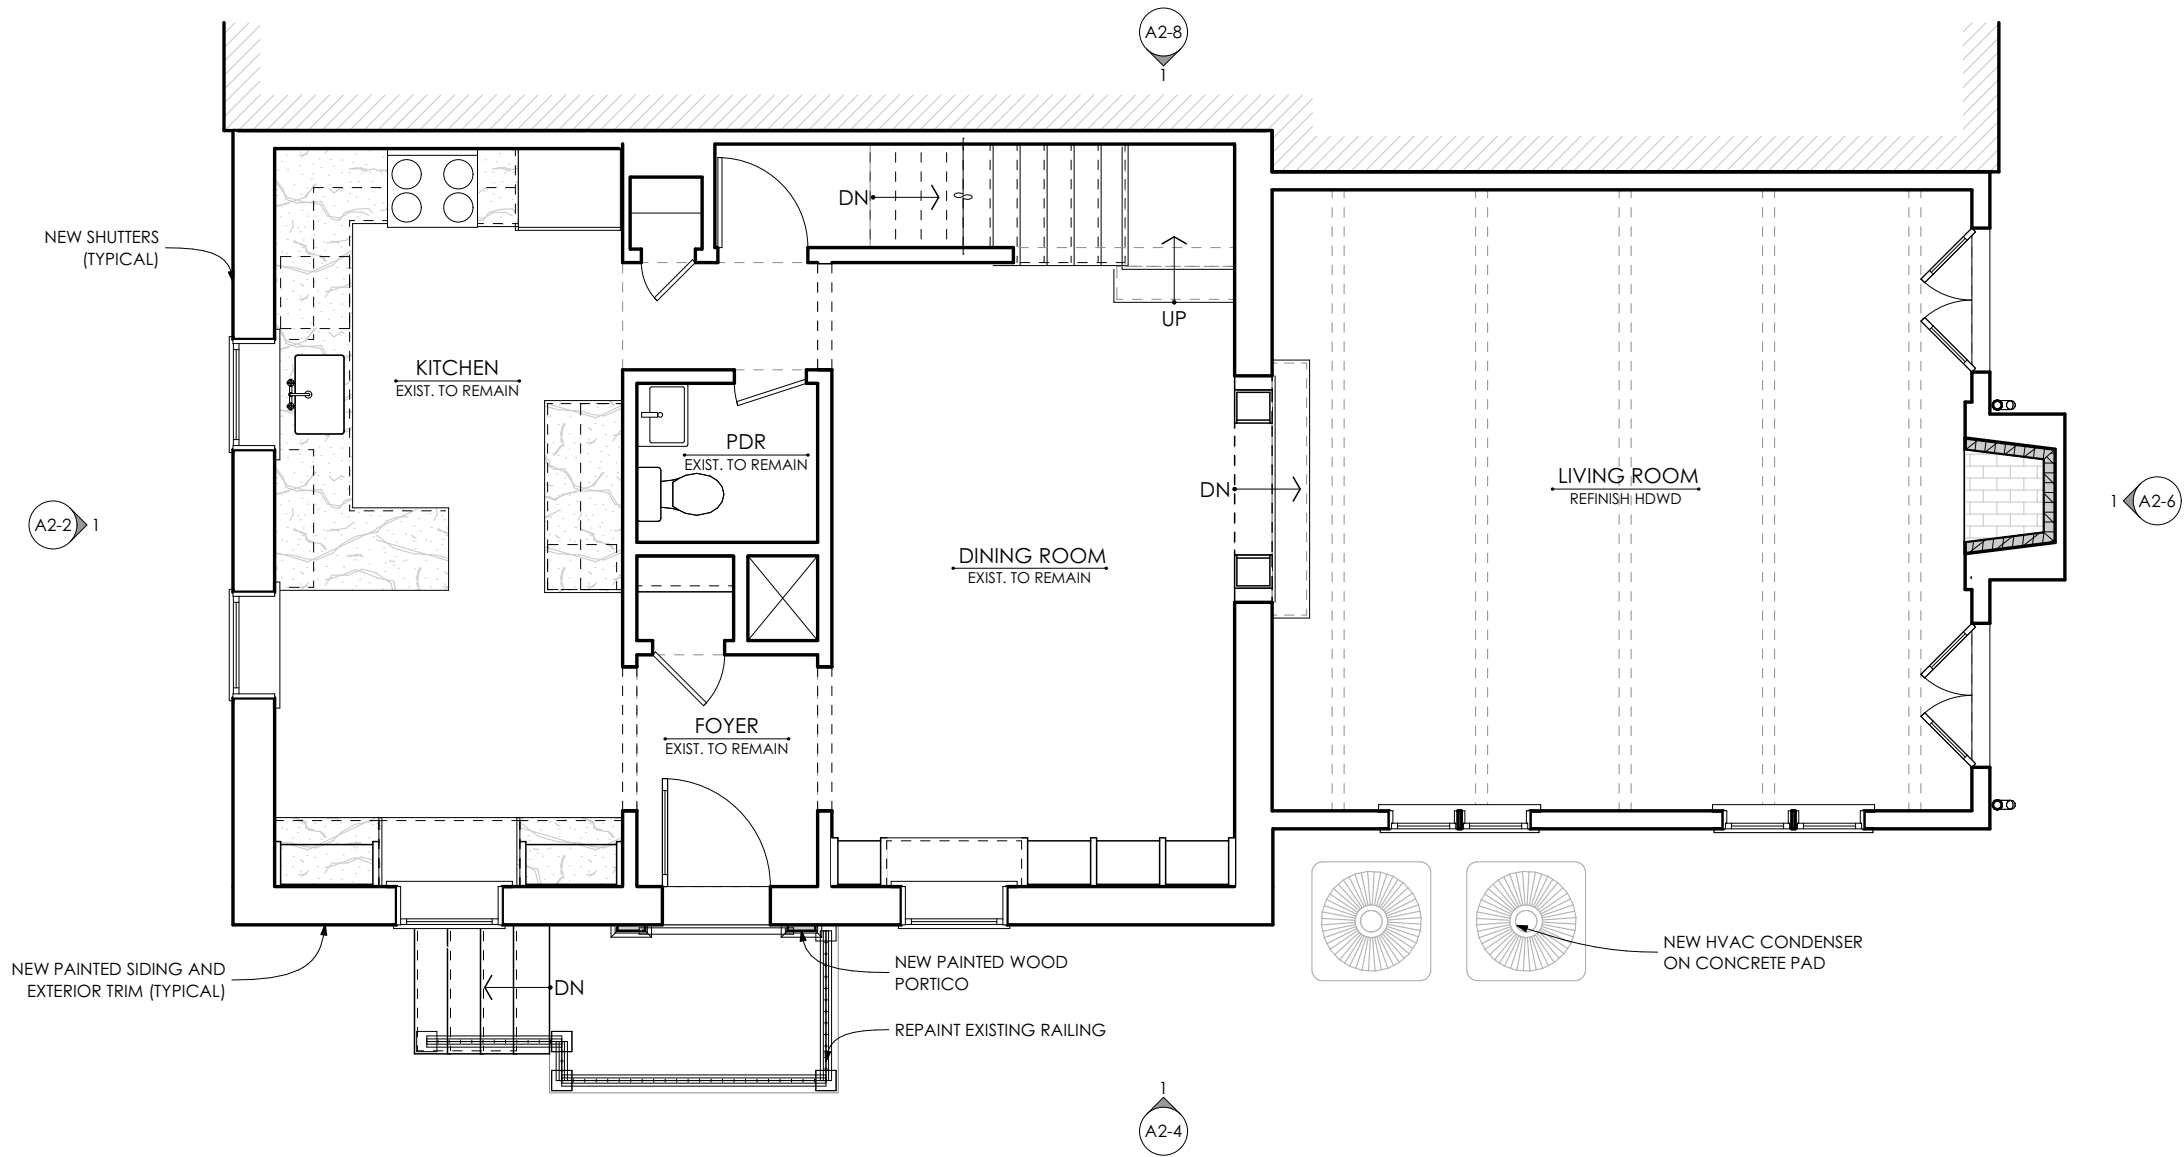 A2-8
1
DN
NEW SHUTTERS
(TYPICAL)
UP
KITCHEN
EXIST. TO REMAIN
PDR
EXIST. TO REMAIN
DN
LIVING ROOM
REFINISH HDWD
A2-2
1
1
A2-6
DINING ROOM
EXIST. TO REMAIN
FOYER
EXIST. TO REMAIN
NEW PAINTED SIDING AND
EXTERIOR TRIM (TYPICAL)
DN
NEW PAINTED WOOD
PORTICO
NEW HVAC CONDENSER
ON CONCRETE PAD
REPAINT EXISTING RAILING
1
A2-4